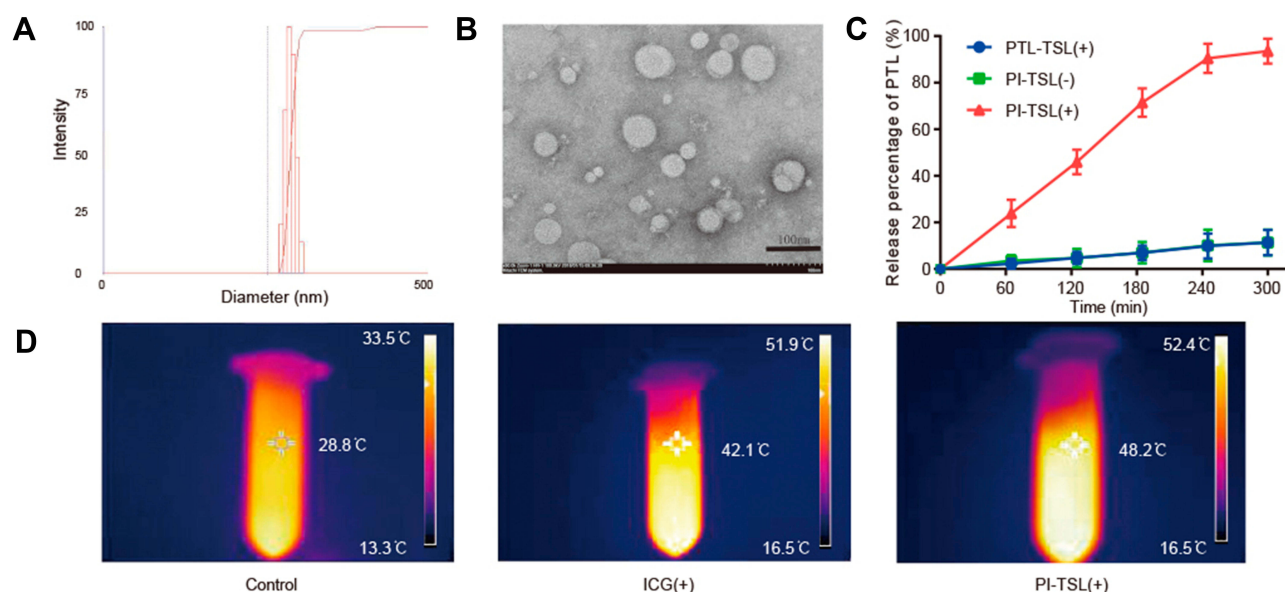 A
100
75
50
25
0
Intensity
0
500
Diameter (nm)
B
100nm
C
Release percentage of PTL (%)
100
80
60
40
20
0
PTL-TSL(+)
PI-TSL(-)
PI-TSL(+)
0 60 120 180 240 300
Time (min)
D
33.5℃
28.8℃
13.3℃
Control
51.9℃
42.1℃
16.5℃
ICG(+)
52.4℃
48.2℃
16.5℃
PI-TSL(+)